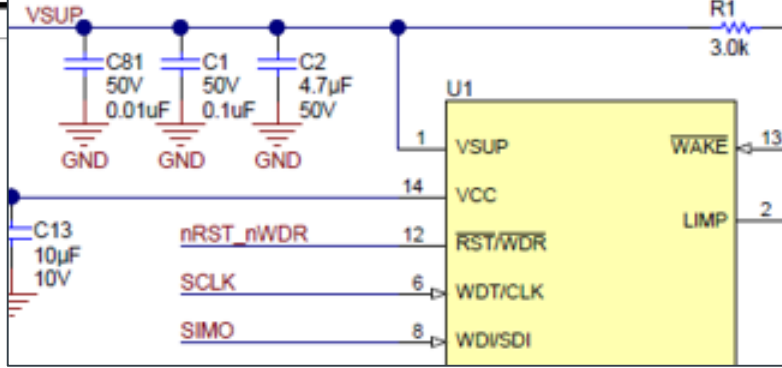 VSUP
R1
3.0k
C81
50V
0.01uF
GND
C1
50V
0.1uF
GND
C2
4.7µF
50V
GND
U1
1
VSUP
WAKE
13
14
VCC
LIMP
2
C13
10µF
10V
nRST_nWDR
12
RST/WDR
SCLK
6
WDT/CLK
SIMO
8
WDI/SDI